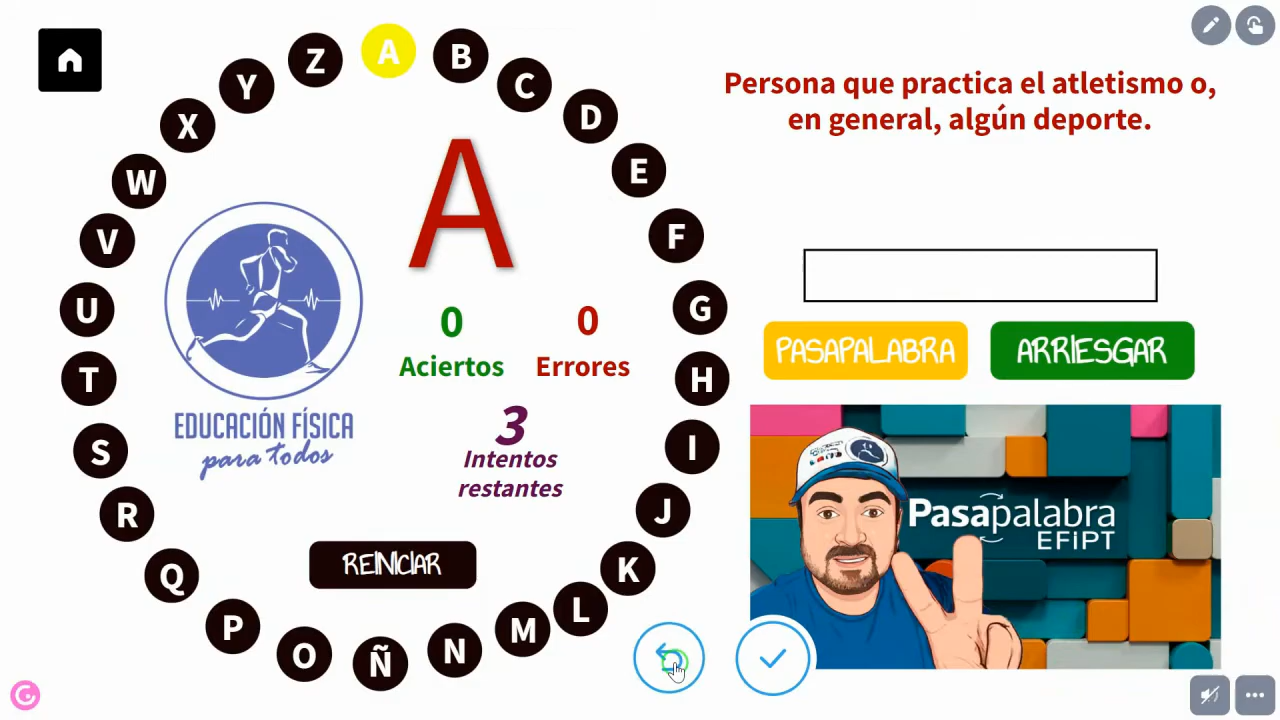 A
B
C
D
E
F
G
H
I
J
K
L
M
N
Ñ
O
P
Q
R
S
T
U
V
W
X
Y
Z
A
0
Aciertos
0
Errores
3
Intentos
restantes
EDUCACIÓN FÍSICA
para todos
REINICIAR
Persona que practica el atletismo o,
en general, algún deporte.
PASAPALABRA
ARRIESGAR
Pasapalabra
EFiPT